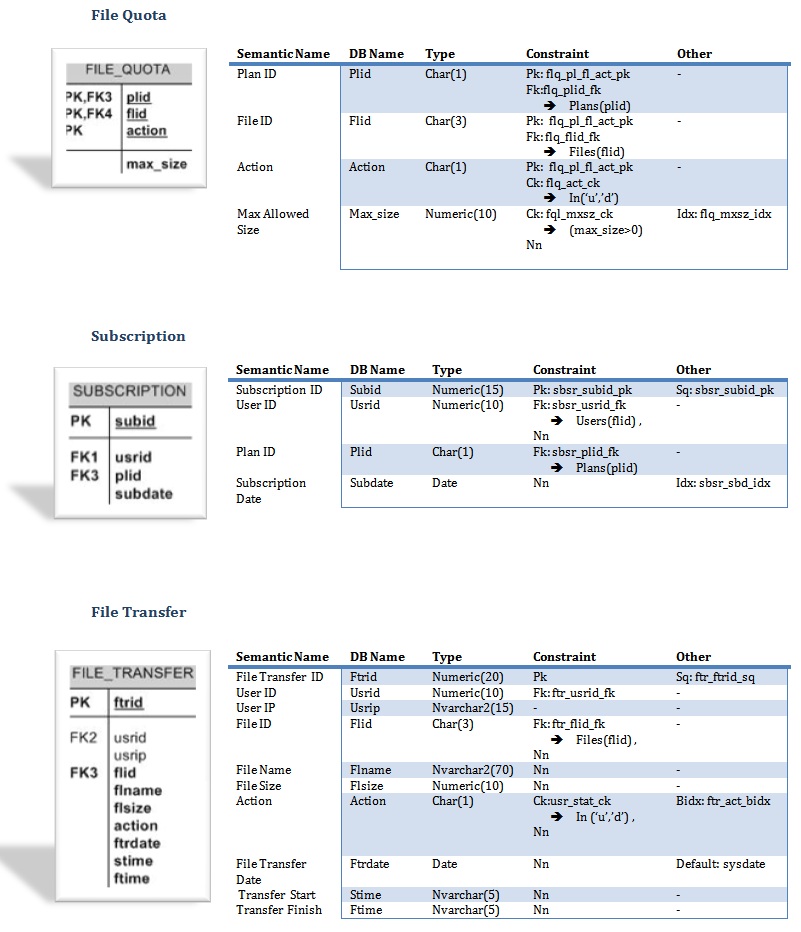 File Quota
FILE_QUOTA
PK,FK3 plid
PK,FK4 flid
PK action
max_size
Semantic Name DB Name Type Constraint Other
Plan ID Plid Char(1) Pk: flq_pl_fl_act_pk -
Fk:flq_plid_fk
➔ Plans(plid)
File ID Flid Char(3) Pk: flq_pl_fl_act_pk -
Fk: flq_flid_fk
➔ Files(flid)
Action Action Char(1) Pk: flq_pl_fl_act_pk -
Ck: flq_act_ck
➔ In('u','d')
Max Allowed Max_size Numeric(10) Ck: fql_mxsz_ck Idx: flq_mxsz_idx
Size ➔ (max_size>0)
Nn
Subscription
SUBSCRIPTION
PK subid
FK1 usrid
FK3 plid
subdate
Semantic Name DB Name Type Constraint Other
Subscription ID Subid Numeric(15) Pk: sbsr_subid_pk Sq: sbsr_subid_pk
User ID Usrid Numeric(10) Fk: sbsr_usrid_fk -
➔ Users(flid) ,
Nn
Plan ID Plid Char(1) Fk: sbsr_plid_fk -
➔ Plans(plid)
Subscription Subdate Date Nn Idx: sbsr_sbd_idx
Date
File Transfer
FILE_TRANSFER
PK ftrid
FK2 usrid
usrip
FK3 flid
flname
flsize
action
ftrdate
stime
ftime
Semantic Name DB Name Type Constraint Other
File Transfer ID Ftrid Numeric(20) Pk Sq: ftr_ftrid_sq
User ID Usrid Numeric(10) Fk: ftr_usrid_fk -
User IP Usrip Nvarchar2(15) - -
File ID Flid Char(3) Fk: ftr_flid_fk -
➔ Files(flid) ,
Nn
File Name Flname Nvarchar2(70) Nn -
File Size Flsize Numeric(10) Nn -
Action Action Char(1) Ck:usr_stat_ck Bidx: ftr_act_bidx
➔ In ('u','d') ,
Nn
File Transfer Ftrdate Date Nn Default: sysdate
Date
Transfer Start Stime Nvarchar(5) Nn -
Transfer Finish Ftime Nvarchar(5) Nn -